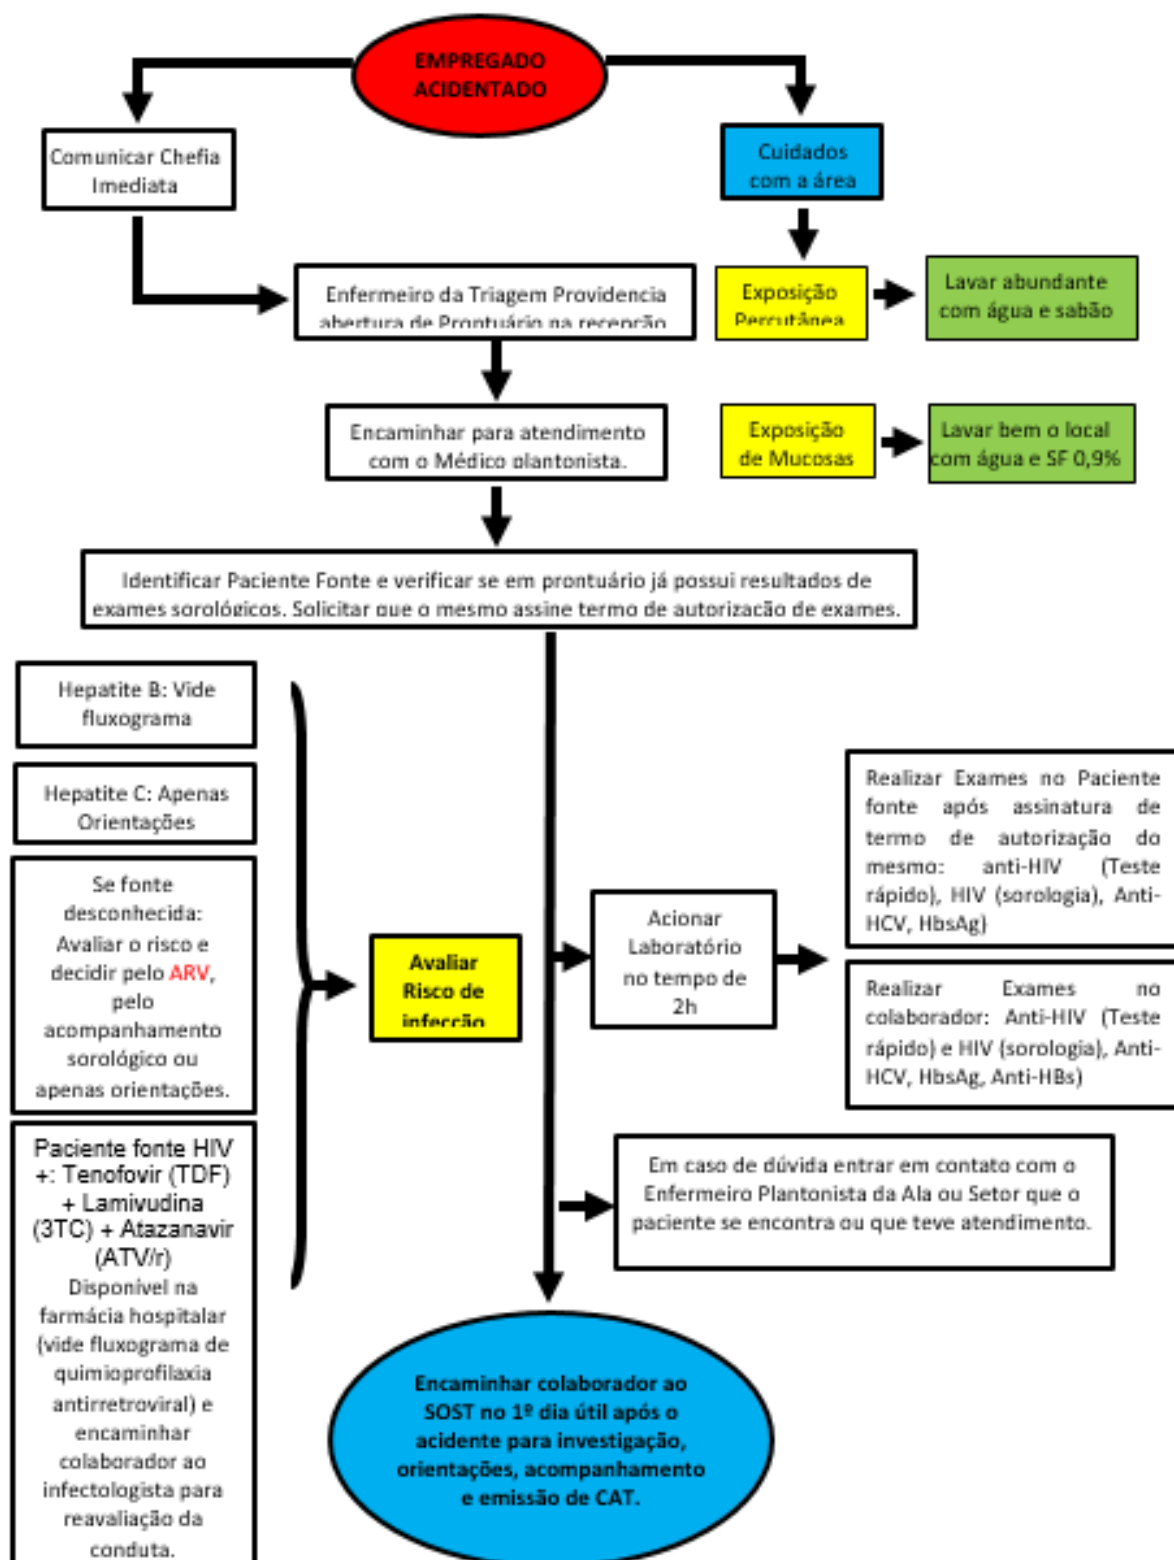 EMPREGADO
ACIDENTADO
Comunicar Chefia
Imediata
Cuidados
com a área
Enfermeiro da Triagem Providencia
abertura de Prontuário na recepção
Exposição
Percutânea
Lavar abundante
com água e sabão
Encaminhar para atendimento
com o Médico plantonista.
Exposição
de Mucosas
Lavar bem o local
com água e SF 0,9%
Identificar Paciente Fonte e verificar se em prontuário já possui resultados de
exames sorológicos. Solicitar que o mesmo assine termo de autorização de exames.
Hepatite B: Vide
fluxograma
Hepatite C: Apenas
Orientações
Se fonte
desconhecida:
Avaliar o risco e
decidir pelo ARV,
pelo
acompanhamento
sorológico ou
apenas orientações.
Paciente fonte HIV
+: Tenofovir (TDF)
+ Lamivudina
(3TC) + Atazanavir
(ATV/r)
Disponível na
farmácia hospitalar
(vide fluxograma de
quimioprofilaxia
antirretroviral) e
encaminhar
colaborador ao
infectologista para
reavaliação da
conduta.
Avaliar
Risco de
infecção
Acionar
Laboratório
no tempo de
2h
Realizar Exames no Paciente
fonte após assinatura de
termo de autorização do
mesmo: anti-HIV (Teste
rápido), HIV (sorologia), Anti-
HCV, HbsAg)
Realizar Exames no
colaborador: Anti-HIV (Teste
rápido) e HIV (sorologia), Anti-
HCV, HbsAg, Anti-HBs)
Em caso de dúvida entrar em contato com o
Enfermeiro Plantonista da Ala ou Setor que o
paciente se encontra ou que teve atendimento.
Encaminhar colaborador ao
SOST no 1º dia útil após o
acidente para investigação,
orientações, acompanhamento
e emissão de CAT.